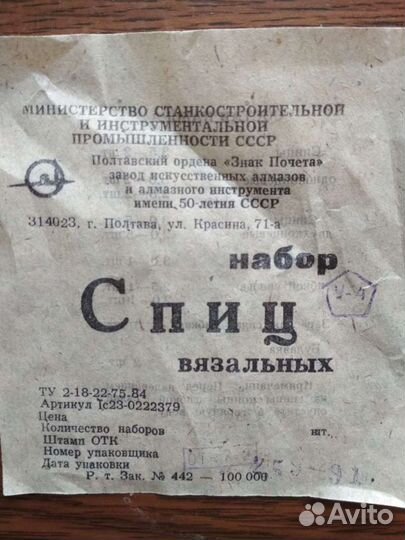 МИНИСТЕРСТВО СТАНКОСТРОИТЕЛЬНОЙ
И ИНСТРУМЕНТАЛЬНОЙ
ПРОМЫШЛЕННОСТИ СССР
Полтавский ордена «Знак Почета»
завод искусственных алмазов
и алмазного инструмента
имени 50-летия СССР
314023, г. Полтава, ул. Красина, 71-а
набор
Спиц
вязальных
ТУ 2-18-22-75.84
Артикул 1с23-0222379
Цена
Количество наборов шт.
Штамп ОТК
Номер упаковщика
Дата упаковки
Р. т. Зак. № 442 — 100 000
Avito